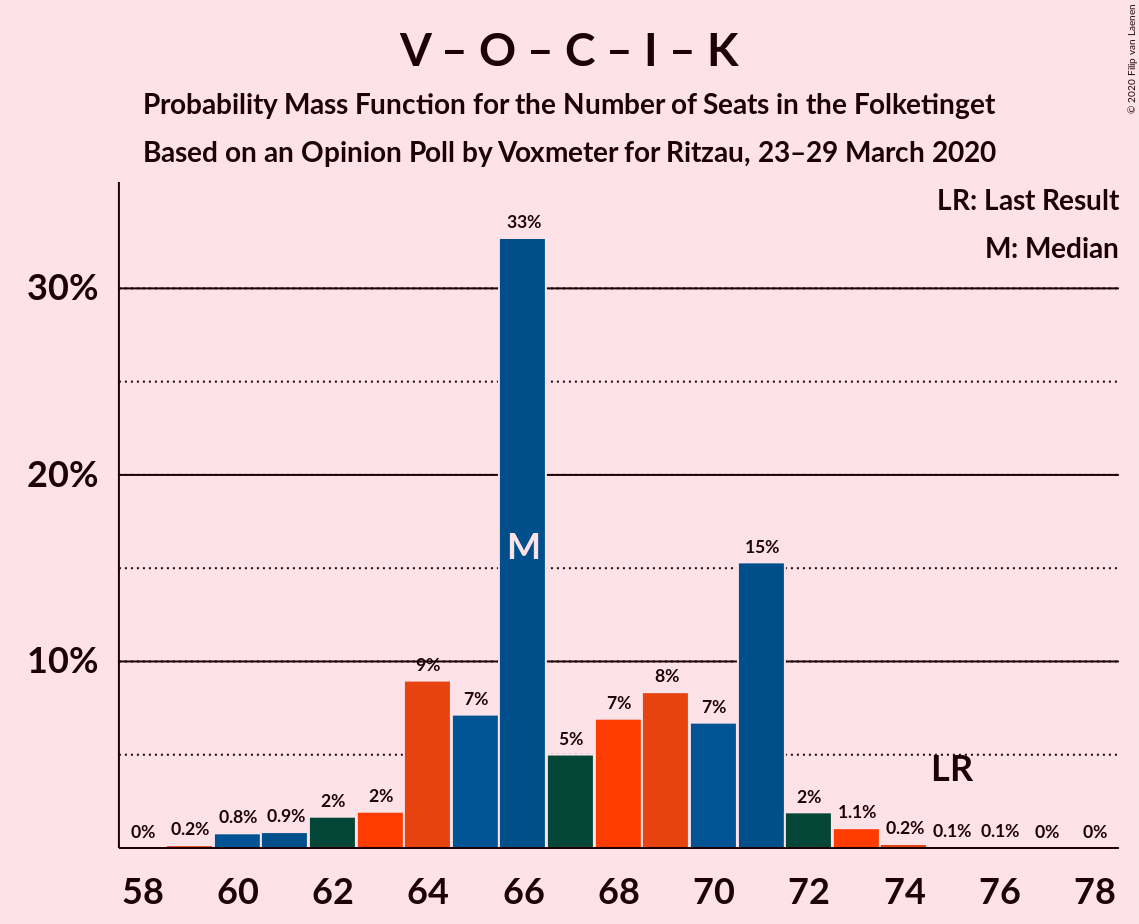 V – O – C – I – K
Probability Mass Function for the Number of Seats in the Folketinget
Based on an Opinion Poll by Voxmeter for Ritzau, 23–29 March 2020
© 2020 Filip van Laenen
LR: Last Result
M: Median
30%
20%
10%
0%
0.2%
0.8%
0.9%
2%
2%
9%
7%
33%
M
5%
7%
8%
7%
15%
2%
1.1%
0.2%
LR
0.1%
0.1%
0%
0%
58 60 62 64 66 68 70 72 74 76 78